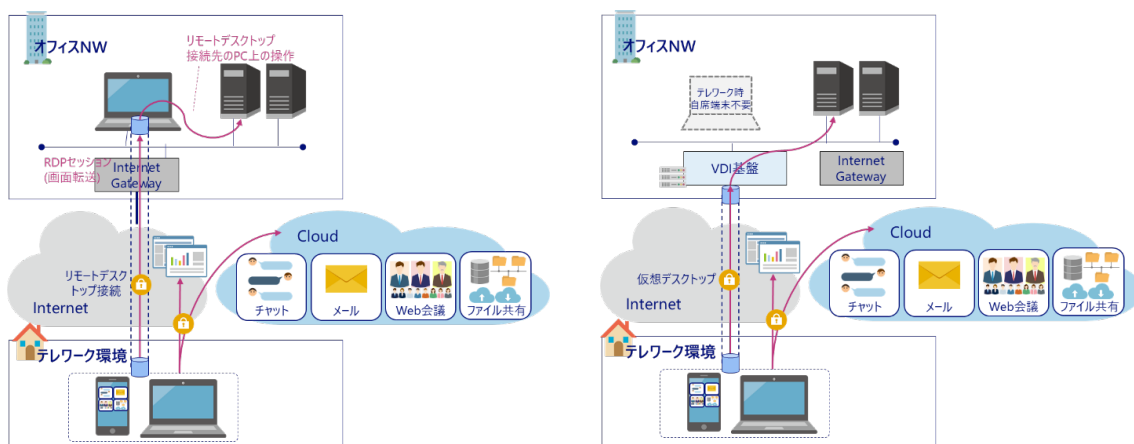 オフィスNW
リモートデスクトップ
接続先のPC上の操作
RDPセッション
(画面転送)
Internet
Gateway
リモートデスク
トップ接続
Internet
Cloud
チャット
メール
Web会議
ファイル共有
テレワーク環境
オフィスNW
テレワーク時
自席端末不要
VDI基盤
Internet
Gateway
仮想デスクトップ
Internet
Cloud
チャット
メール
Web会議
ファイル共有
テレワーク環境